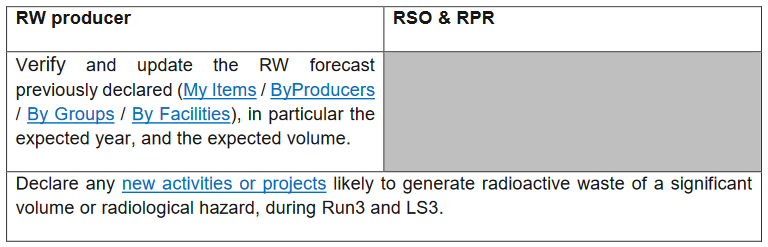 RW producer
RSO & RPR
Verify and update the RW forecast
previously declared (My Items / ByProducers
/ By Groups / By Facilities), in particular the
expected year, and the expected volume.
Declare any new activities or projects likely to generate radioactive waste of a significant
volume or radiological hazard, during Run3 and LS3.